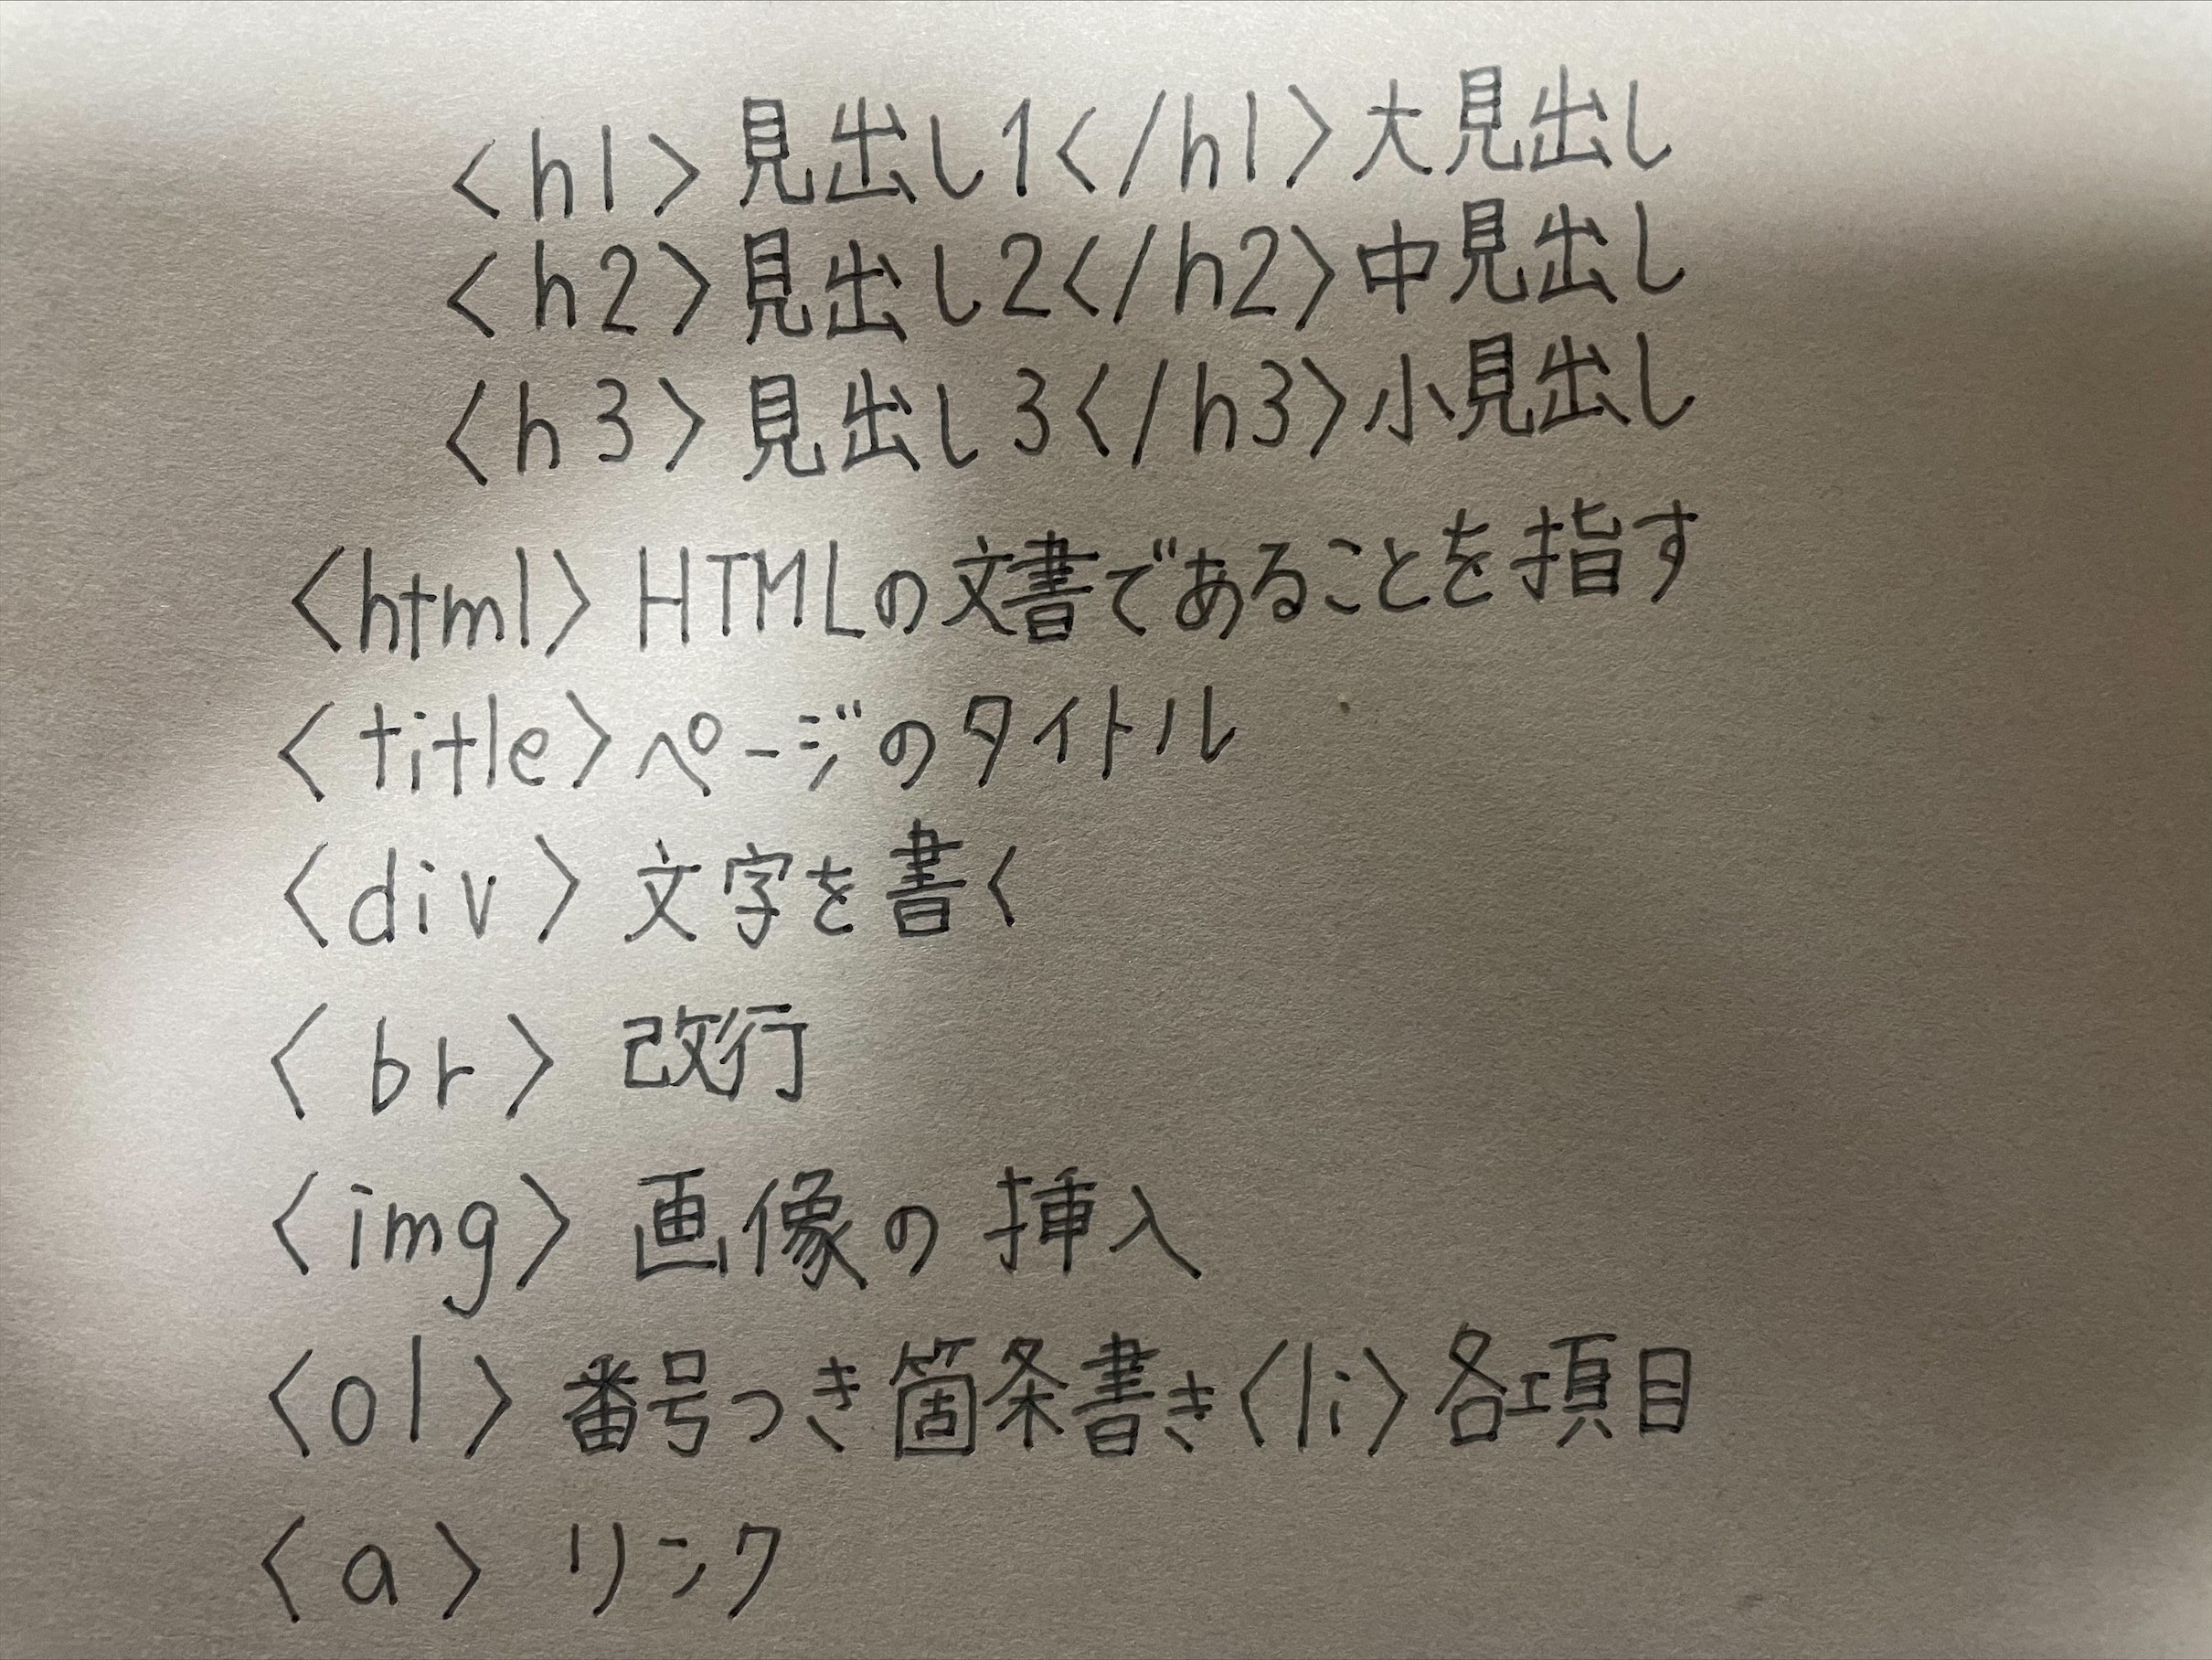 <h1>見出し1</h1>大見出し
<h2>見出し2</h2>中見出し
<h3>見出し3</h3>小見出し
<html>HTMLの文書であることを指す
<title>ページのタイトル
<div>文字を書く
<br>改行
<img>画像の挿入
<ol>番号つき箇条書き<li>各項目
<a>リンク